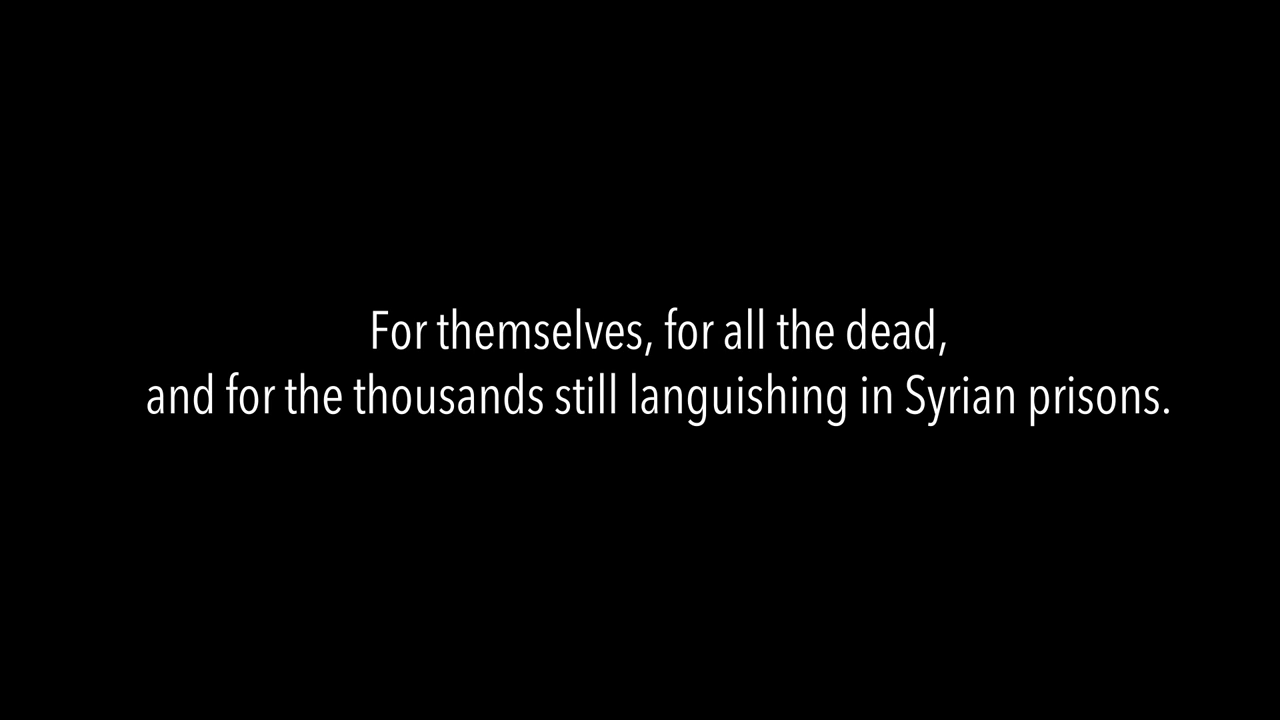 For themselves, for all the dead,
and for the thousands still languishing in Syrian prisons.